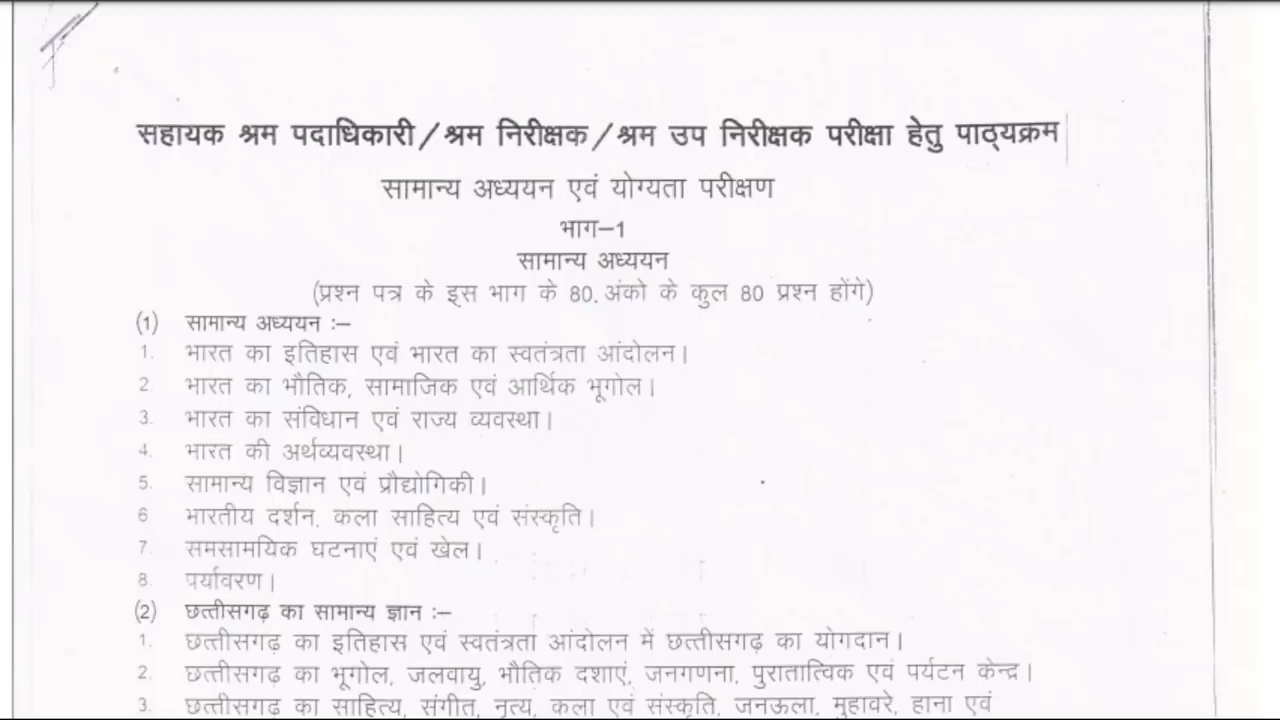 सहायक श्रम पदाधिकारी/श्रम निरीक्षक/श्रम उप निरीक्षक परीक्षा हेतु पाठ्यक्रम
सामान्य अध्ययन एवं योग्यता परीक्षण
भाग–1
सामान्य अध्ययन
(प्रश्न पत्र के इस भाग के 80. अंको के कुल 80 प्रश्न होंगे)
(1) सामान्य अध्ययन :–
1. भारत का इतिहास एवं भारत का स्वतंत्रता आंदोलन।
2. भारत का भौतिक, सामाजिक एवं आर्थिक भूगोल।
3. भारत का संविधान एवं राज्य व्यवस्था।
4. भारत की अर्थव्यवस्था।
5. सामान्य विज्ञान एवं प्रौद्योगिकी।
6 भारतीय दर्शन, कला साहित्य एवं संस्कृति।
7. समसामयिक घटनाएं एवं खेल।
8. पर्यावरण।
(2) छत्तीसगढ़ का सामान्य ज्ञान :–
1. छत्तीसगढ़ का इतिहास एवं स्वतंत्रता आंदोलन में छत्तीसगढ़ का योगदान।
2. छत्तीसगढ़ का भूगोल, जलवायु, भौतिक दशाएं, जनगणना, पुरातात्विक एवं पर्यटन केन्द्र।
3. छत्तीसगढ़ का साहित्य, संगीत, नृत्य, कला एवं संस्कृति, जनऊला, मुहावरे, हाना एवं